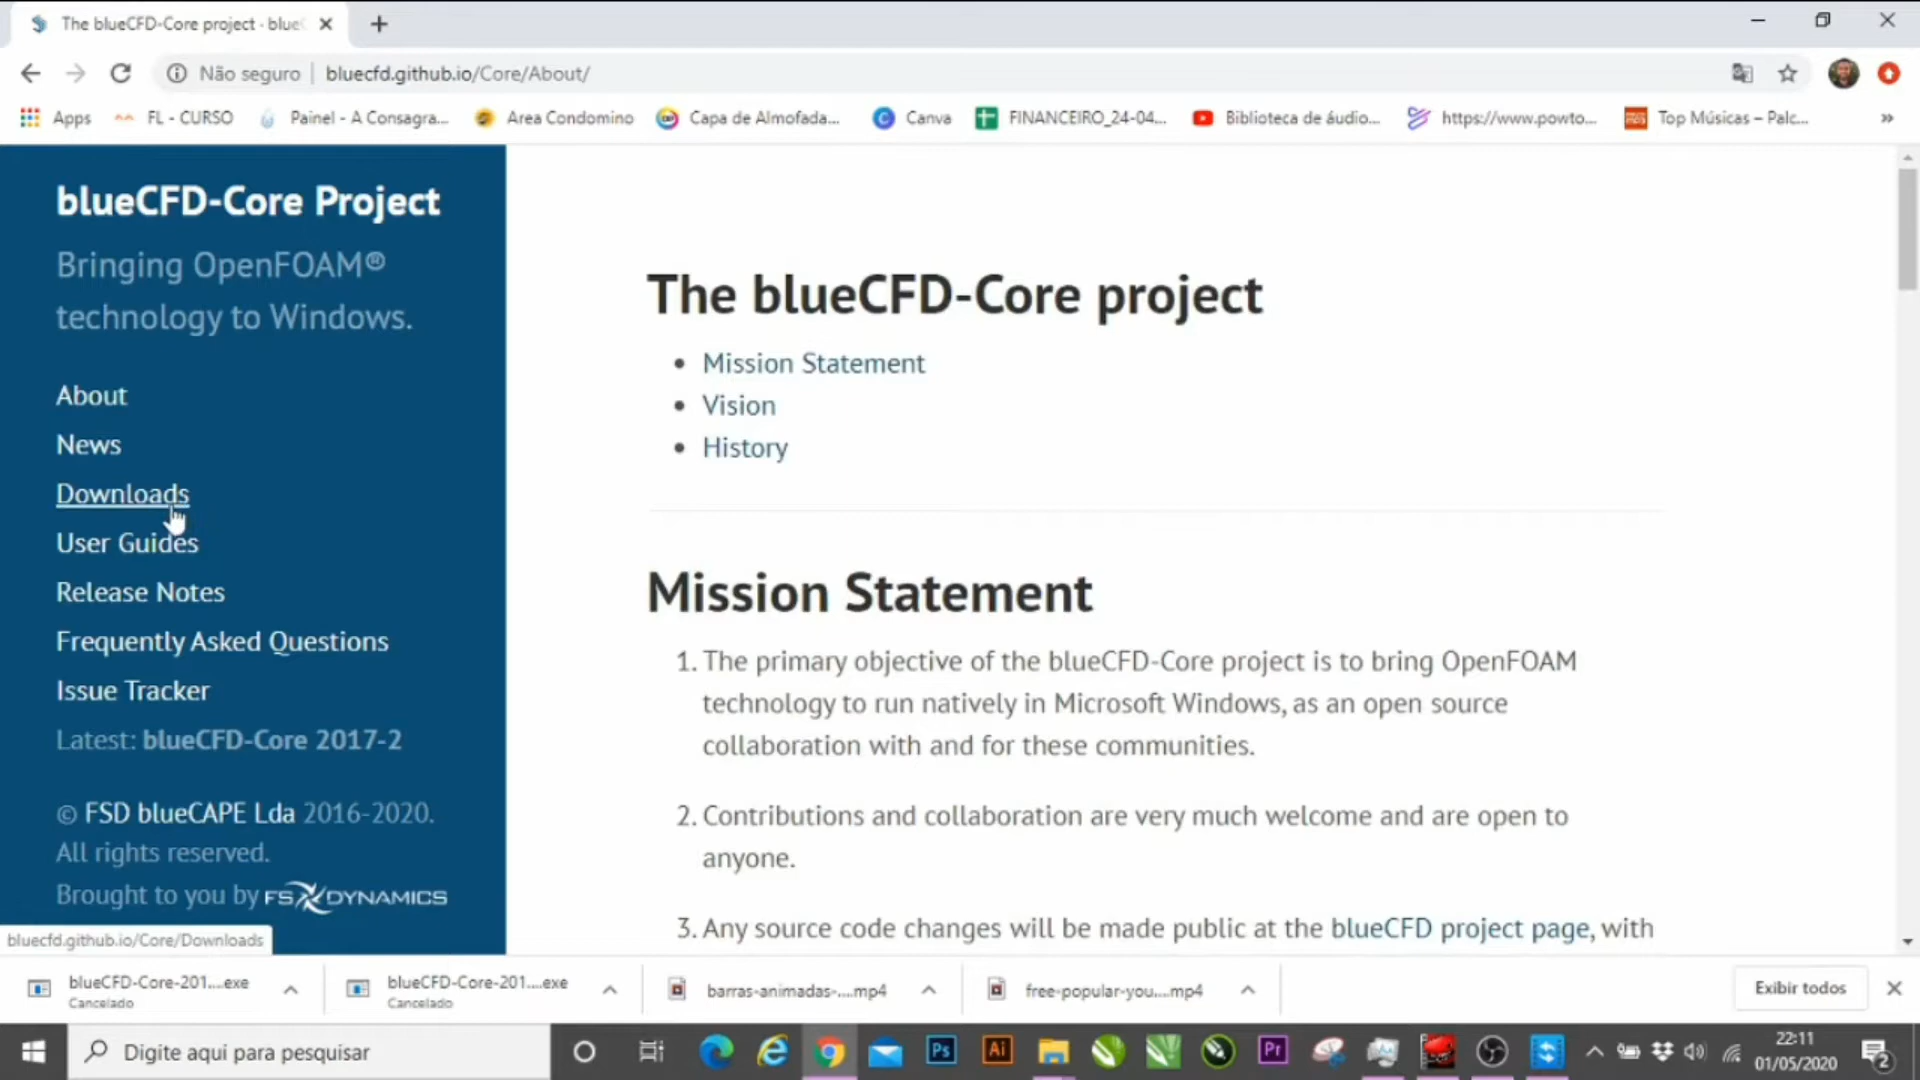 The blueCFD-Core project - blue
Não seguro
bluecfd.github.io/Core/About/
Apps
FL - CURSO
Painel - A Consagra...
Area Condomino
Capa de Almofada...
Canva
FINANCEIRO_24-04...
Biblioteca de áudio...
https://www.powto...
Top Músicas – Palc...
»
blueCFD-Core Project
Bringing OpenFOAM®
technology to Windows.
About
News
Downloads
User Guides
Release Notes
Frequently Asked Questions
Issue Tracker
Latest: blueCFD-Core 2017-2
© FSD blueCAPE Lda 2016-2020.
All rights reserved.
Brought to you by FS DYNAMICS
bluecfd.github.io/Core/Downloads
The blueCFD-Core project
• Mission Statement
• Vision
• History
Mission Statement
1. The primary objective of the blueCFD-Core project is to bring OpenFOAM
technology to run natively in Microsoft Windows, as an open source
collaboration with and for these communities.
2. Contributions and collaboration are very much welcome and are open to
anyone.
3. Any source code changes will be made public at the blueCFD project page, with
blueCFD-Core-201....exe
Cancelado
blueCFD-Core-201....exe
Cancelado
barras-animadas-....mp4
free-popular-you....mp4
Exibir todos
Digite aqui para pesquisar
Ps
Ai
Pr
22:11
01/05/2020
2